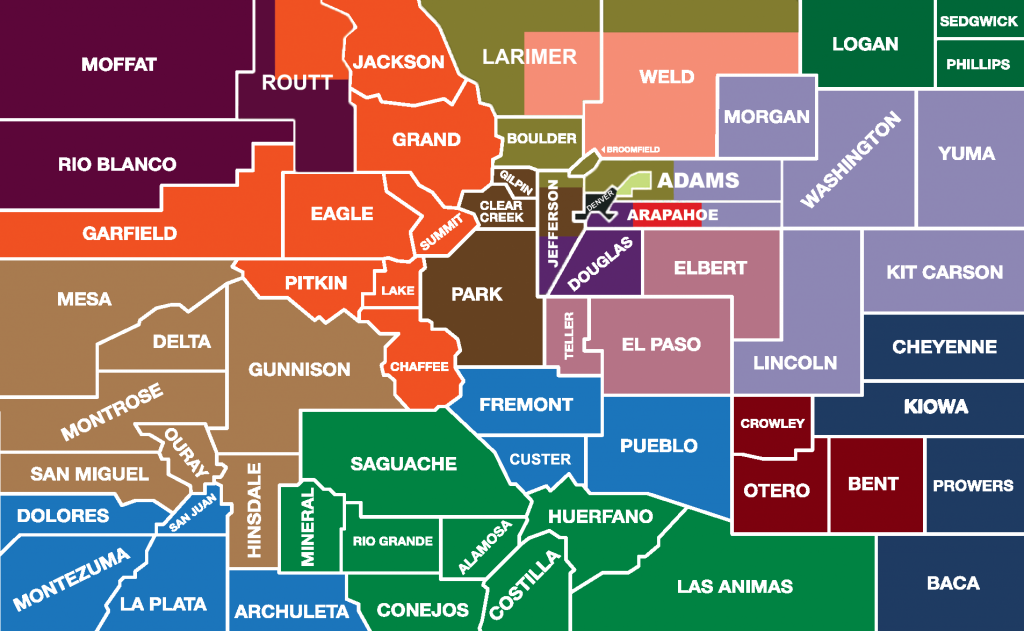 SEDGWICK
LOGAN
JACKSON
LARIMER
MOFFAT
PHILLIPS
WELD
ROUTT
MORGAN
GRAND
BOULDER
◂ BROOMFIELD
WASHINGTON
YUMA
RIO BLANCO
GILPIN
ADAMS
DENVER
CLEAR
CREEK
EAGLE
ARAPAHOE
JEFFERSON
SUMMIT
GARFIELD
DOUGLAS
ELBERT
KIT CARSON
PITKIN
LAKE
PARK
MESA
TELLER
DELTA
EL PASO
CHEYENNE
GUNNISON
CHAFFEE
LINCOLN
MONTROSE
FREMONT
KIOWA
CROWLEY
OURAY
PUEBLO
CUSTER
SAGUACHE
SAN MIGUEL
OTERO
BENT
PROWERS
HINSDALE
SAN JUAN
DOLORES
MINERAL
HUERFANO
RIO GRANDE
ALAMOSA
MONTEZUMA
COSTILLA
LAS ANIMAS
BACA
LA PLATA
ARCHULETA
CONEJOS